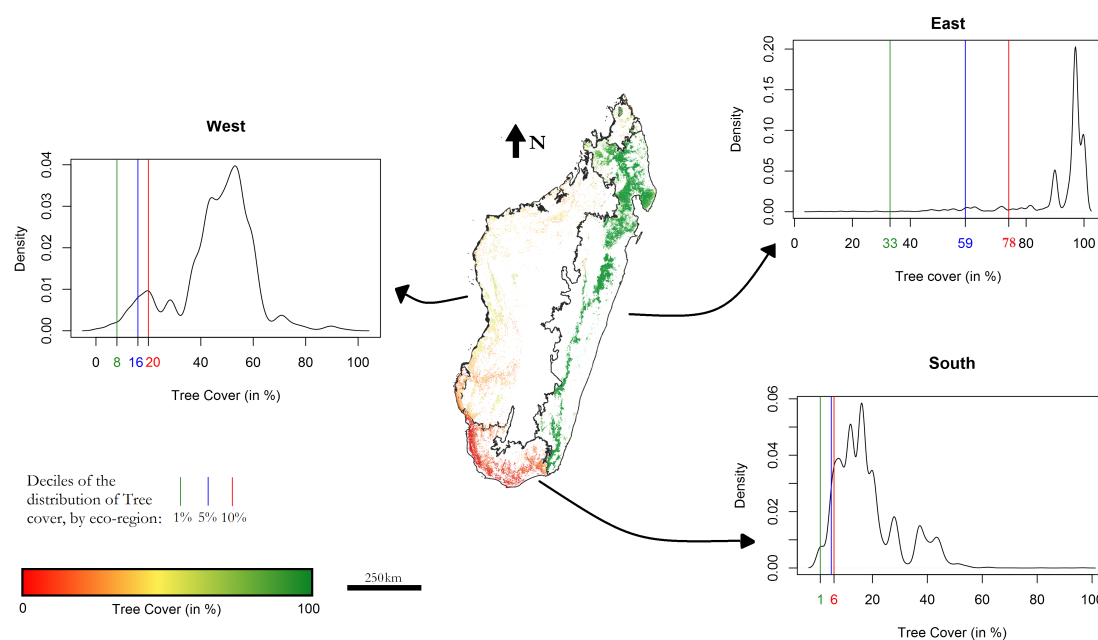 East
Density
0.00 0.05 0.10 0.15 0.20
0 20 33 40 59 78 80 100
Tree cover (in %)
West
Density
0.00 0.01 0.02 0.03 0.04
0 8 16 20 40 60 80 100
Tree Cover (in %)
N
South
Density
0.00 0.02 0.04 0.06
1 6 20 40 60 80 100
Tree Cover (in %)
Deciles of the
distribution of Tree
cover, by eco-region: 1% 5% 10%
0 Tree Cover (in %) 100
250km